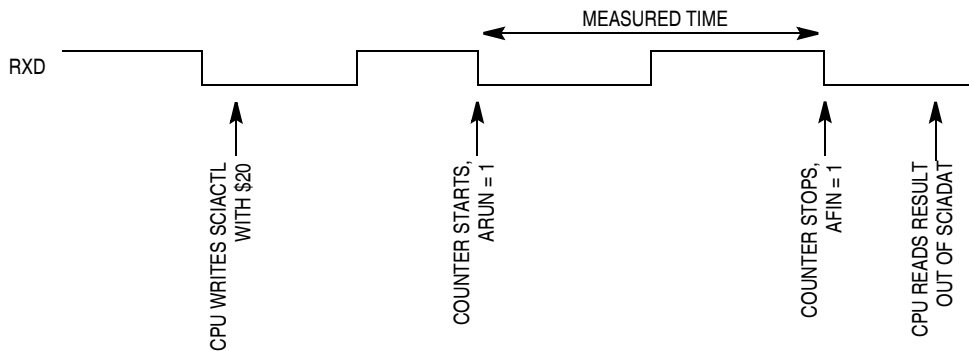 MEASURED TIME
RXD
CPU WRITES SCIACTL
WITH $20
COUNTER STARTS,
ARUN = 1
COUNTER STOPS,
AFIN = 1
CPU READS RESULT
OUT OF SCIADAT